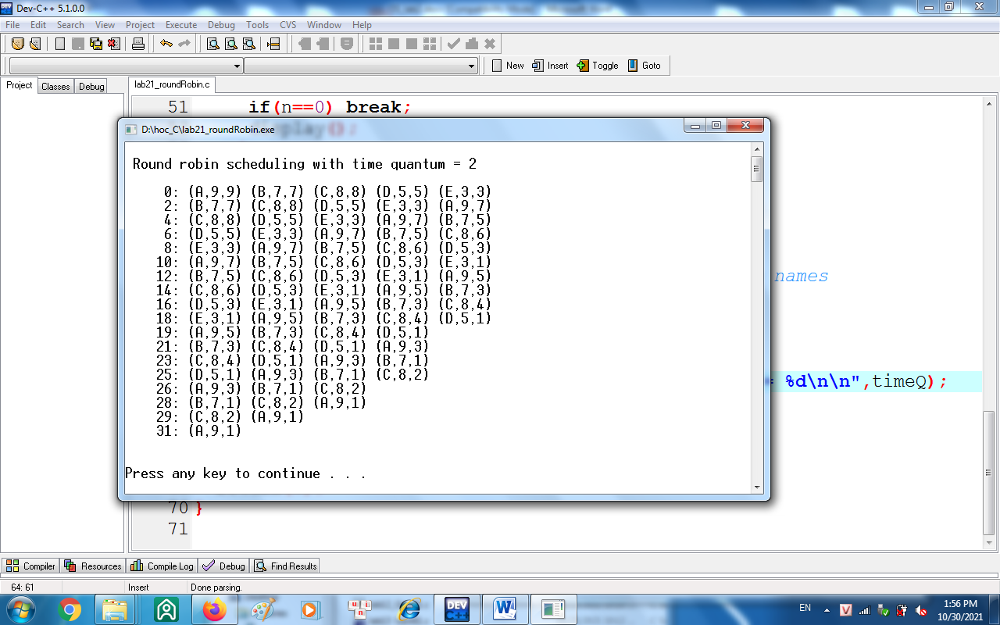 Dev-C++ 5.1.0.0
File Edit Search View Project Execute Debug Tools CVS Window Help
New Insert Toggle Goto
Project Classes Debug lab21_roundRobin.c
51 if(n==0) break;
play();
D:\hoc_C\lab21_roundRobin.exe
Round robin scheduling with time quantum = 2
0: (A,9,9) (B,7,7) (C,8,8) (D,5,5) (E,3,3)
2: (B,7,7) (C,8,8) (D,5,5) (E,3,3) (A,9,7)
4: (C,8,8) (D,5,5) (E,3,3) (A,9,7) (B,7,5)
6: (D,5,5) (E,3,3) (A,9,7) (B,7,5) (C,8,6)
8: (E,3,3) (A,9,7) (B,7,5) (C,8,6) (D,5,3)
10: (A,9,7) (B,7,5) (C,8,6) (D,5,3) (E,3,1)
12: (B,7,5) (C,8,6) (D,5,3) (E,3,1) (A,9,5)
names
14: (C,8,6) (D,5,3) (E,3,1) (A,9,5) (B,7,3)
16: (D,5,3) (E,3,1) (A,9,5) (B,7,3) (C,8,4)
18: (E,3,1) (A,9,5) (B,7,3) (C,8,4) (D,5,1)
19: (A,9,5) (B,7,3) (C,8,4) (D,5,1)
21: (B,7,3) (C,8,4) (D,5,1) (A,9,3)
23: (C,8,4) (D,5,1) (A,9,3) (B,7,1)
25: (D,5,1) (A,9,3) (B,7,1) (C,8,2)
= %d\n\n",timeQ);
26: (A,9,3) (B,7,1) (C,8,2)
28: (B,7,1) (C,8,2) (A,9,1)
29: (C,8,2) (A,9,1)
31: (A,9,1)
Press any key to continue . . .
70 }
71
Compiler Resources Compile Log Debug Find Results
64: 61 Insert Done parsing.
EN 1:56 PM
10/30/2021